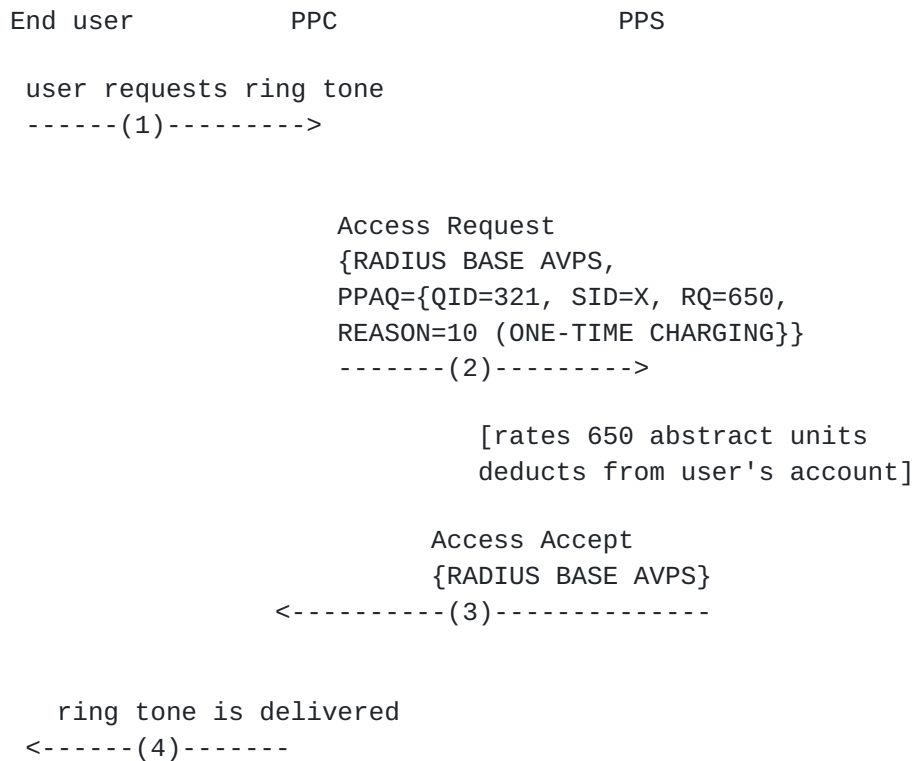 End user PPC PPS
user requests ring tone
------(1)--------->
Access Request
{RADIUS BASE AVPS,
PPAQ={QID=321, SID=X, RQ=650,
REASON=10 (ONE-TIME CHARGING}}
-------(2)--------->
[rates 650 abstract units
deducts from user's account]
Access Accept
{RADIUS BASE AVPS}
<----------(3)--------------
ring tone is delivered
<------(4)-------